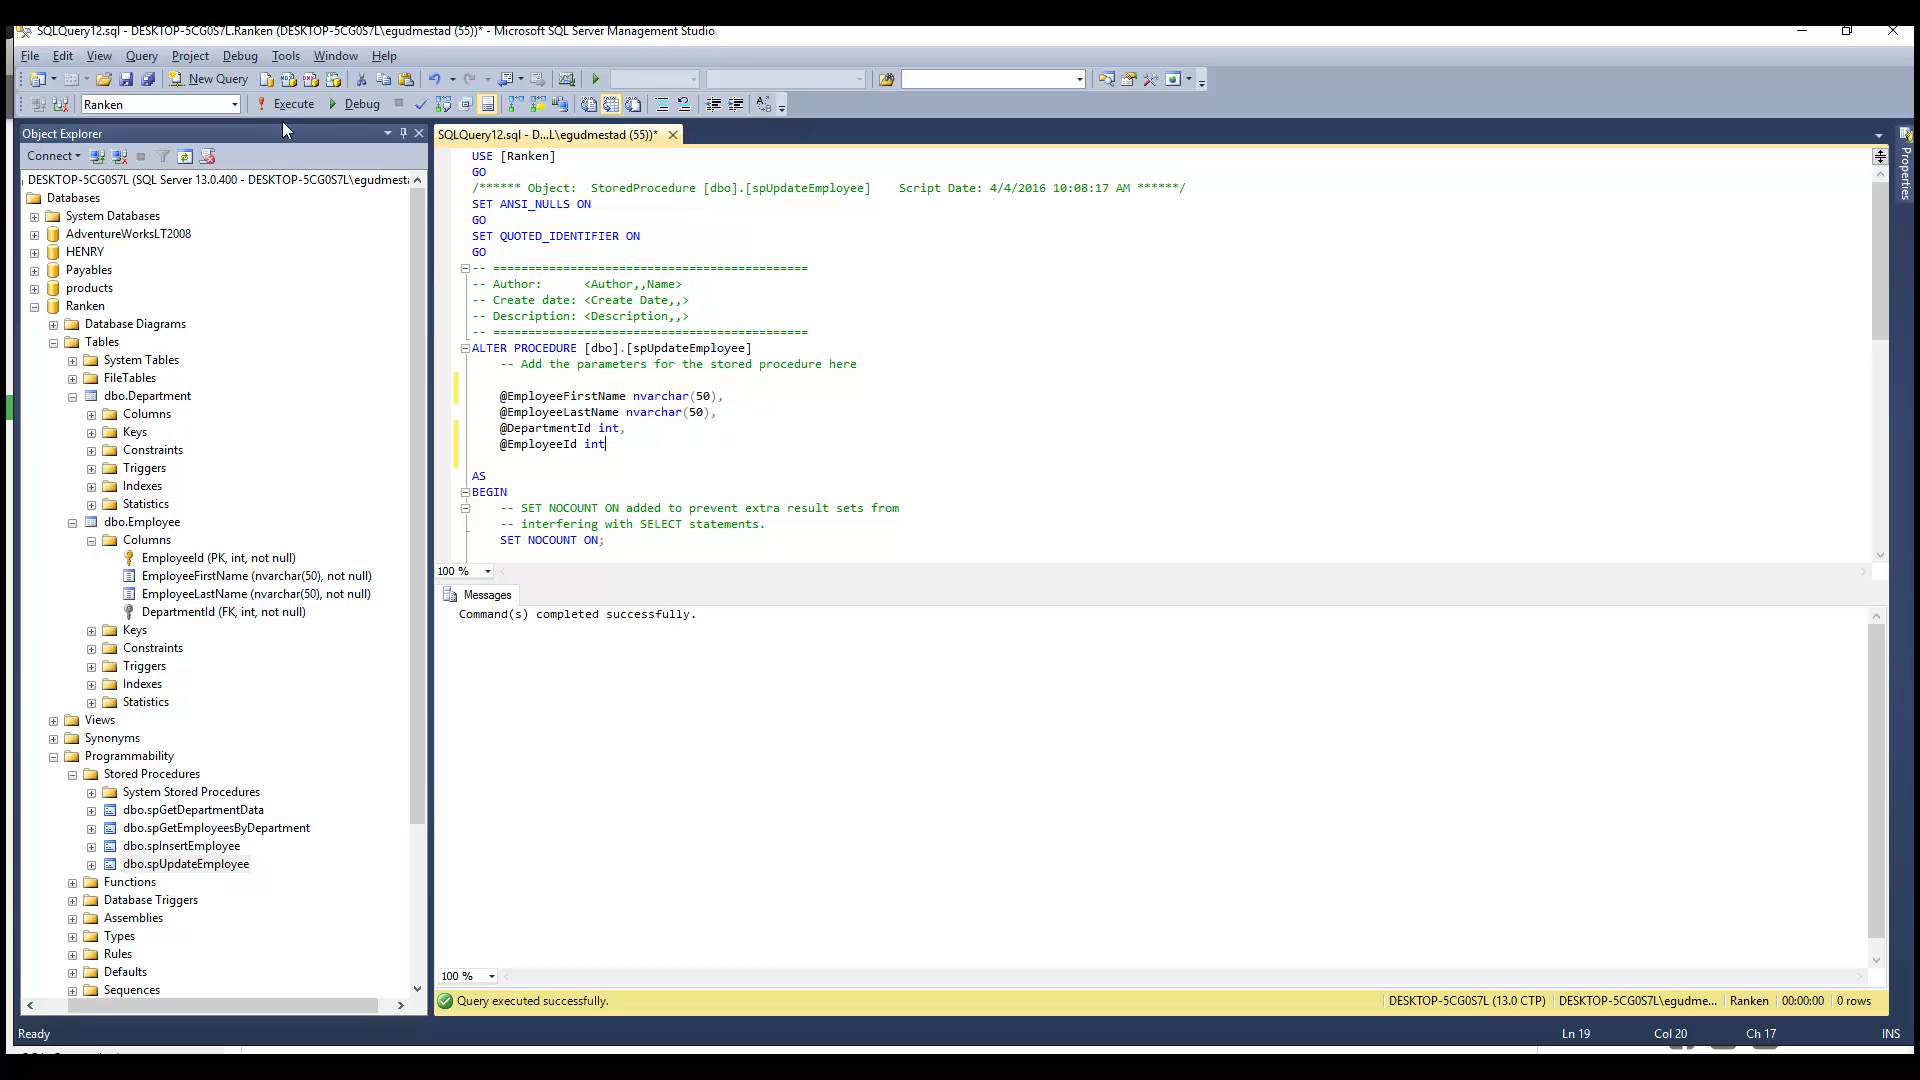 SQLQuery12.sql - DESKTOP-5CG0S7L.Ranken (DESKTOP-5CG0S7L\egudmestad (55))* - Microsoft SQL Server Management Studio
File Edit View Query Project Debug Tools Window Help
New Query
Ranken Execute Debug
Object Explorer
Connect
DESKTOP-5CG0S7L (SQL Server 13.0.400 - DESKTOP-5CG0S7L\egudmest
Databases
System Databases
AdventureWorksLT2008
HENRY
Payables
products
Ranken
Database Diagrams
Tables
System Tables
FileTables
dbo.Department
Columns
Keys
Constraints
Triggers
Indexes
Statistics
dbo.Employee
Columns
EmployeeId (PK, int, not null)
EmployeeFirstName (nvarchar(50), not null)
EmployeeLastName (nvarchar(50), not null)
DepartmentId (FK, int, not null)
Keys
Constraints
Triggers
Indexes
Statistics
Views
Synonyms
Programmability
Stored Procedures
System Stored Procedures
dbo.spGetDepartmentData
dbo.spGetEmployeesByDepartment
dbo.spInsertEmployee
dbo.spUpdateEmployee
Functions
Database Triggers
Assemblies
Types
Rules
Defaults
Sequences
SQLQuery12.sql - D...L\egudmestad (55))*
USE [Ranken]
GO
/****** Object:  StoredProcedure [dbo].[spUpdateEmployee]    Script Date: 4/4/2016 10:08:17 AM ******/
SET ANSI_NULLS ON
GO
SET QUOTED_IDENTIFIER ON
GO
-- =============================================
-- Author:      <Author,,Name>
-- Create date: <Create Date,,>
-- Description: <Description,,>
-- =============================================
ALTER PROCEDURE [dbo].[spUpdateEmployee]
-- Add the parameters for the stored procedure here
@EmployeeFirstName nvarchar(50),
@EmployeeLastName nvarchar(50),
@DepartmentId int,
@EmployeeId int
AS
BEGIN
-- SET NOCOUNT ON added to prevent extra result sets from
-- interfering with SELECT statements.
SET NOCOUNT ON;
100 %
Messages
Command(s) completed successfully.
100 %
Query executed successfully. DESKTOP-5CG0S7L (13.0 CTP) DESKTOP-5CG0S7L\egudme... Ranken 00:00:00 0 rows
Properties
Ready Ln 19 Col 20 Ch 17 INS